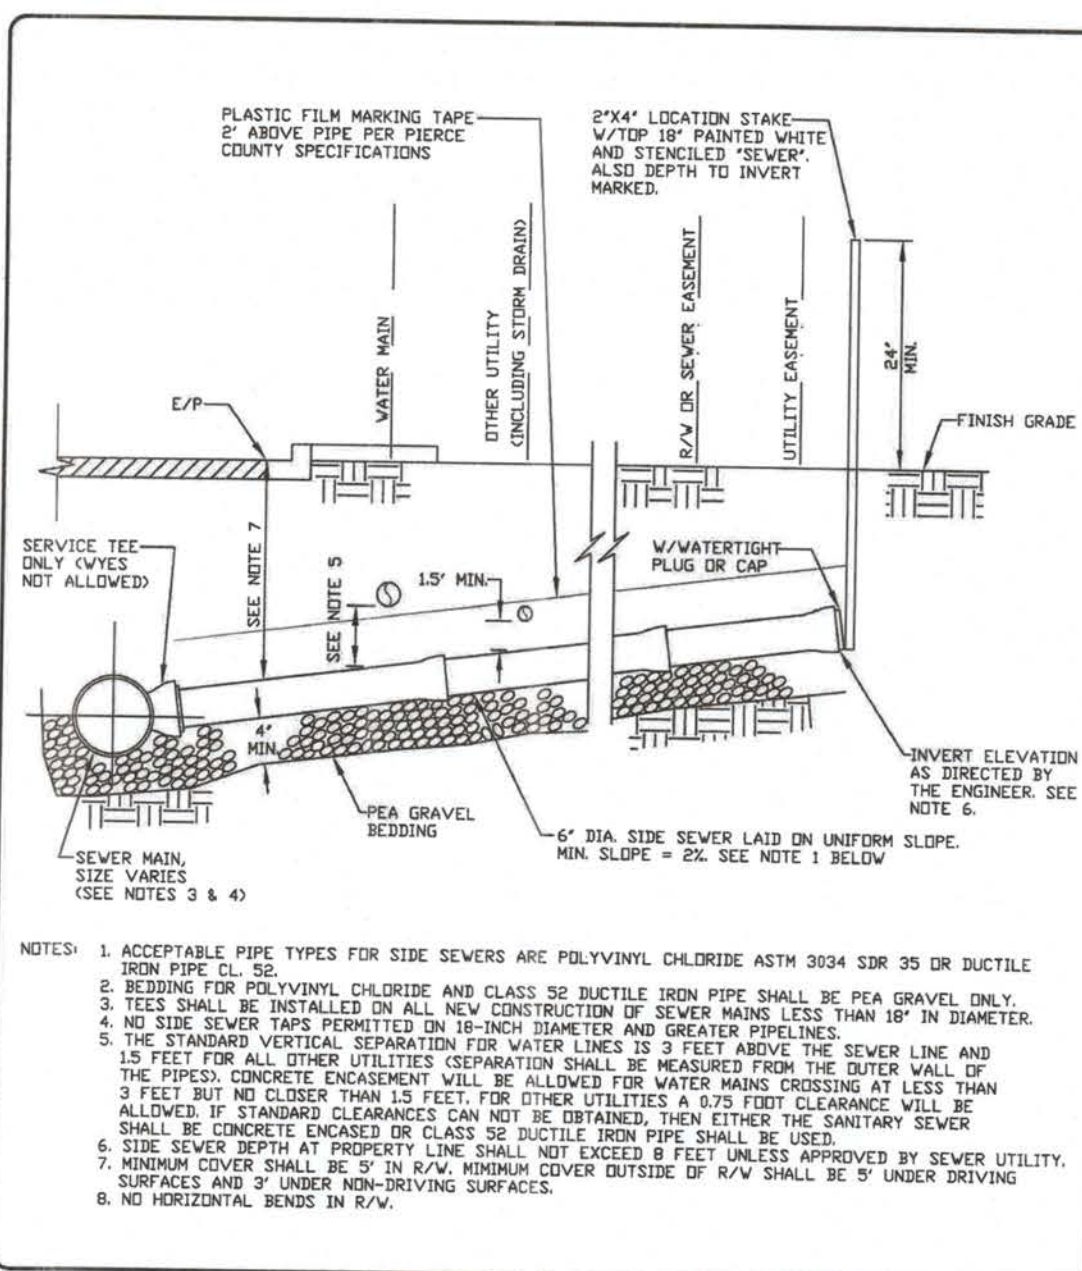 PLASTIC FILM MARKING TAPE
2' ABOVE PIPE PER PIERCE
COUNTY SPECIFICATIONS
2"X4" LOCATION STAKE
W/TOP 18" PAINTED WHITE
AND STENCILED "SEWER".
ALSO DEPTH TO INVERT
MARKED.
WATER MAIN
OTHER UTILITY
(INCLUDING STORM DRAIN)
R/W OR SEWER EASEMENT
UTILITY EASEMENT
24"
MIN.
E/P
FINISH GRADE
SERVICE TEE
ONLY (WYES
NOT ALLOWED)
SEE NOTE 7
SEE NOTE 5
1.5' MIN.
W/WATERTIGHT
PLUG OR CAP
4"
MIN.
PEA GRAVEL
BEDDING
INVERT ELEVATION
AS DIRECTED BY
THE ENGINEER. SEE
NOTE 6.
6" DIA. SIDE SEWER LAID ON UNIFORM SLOPE.
MIN. SLOPE = 2%. SEE NOTE 1 BELOW
SEWER MAIN,
SIZE VARIES
(SEE NOTES 3 & 4)
NOTES: 1. ACCEPTABLE PIPE TYPES FOR SIDE SEWERS ARE POLYVINYL CHLORIDE ASTM 3034 SDR 35 OR DUCTILE
IRON PIPE CL. 52.
2. BEDDING FOR POLYVINYL CHLORIDE AND CLASS 52 DUCTILE IRON PIPE SHALL BE PEA GRAVEL ONLY.
3. TEES SHALL BE INSTALLED ON ALL NEW CONSTRUCTION OF SEWER MAINS LESS THAN 18" IN DIAMETER.
4. NO SIDE SEWER TAPS PERMITTED ON 18-INCH DIAMETER AND GREATER PIPELINES.
5. THE STANDARD VERTICAL SEPARATION FOR WATER LINES IS 3 FEET ABOVE THE SEWER LINE AND
1.5 FEET FOR ALL OTHER UTILITIES (SEPARATION SHALL BE MEASURED FROM THE OUTER WALL OF
THE PIPES). CONCRETE ENCASEMENT WILL BE ALLOWED FOR WATER MAINS CROSSING AT LESS THAN
3 FEET BUT NO CLOSER THAN 1.5 FEET. FOR OTHER UTILITIES A 0.75 FOOT CLEARANCE WILL BE
ALLOWED. IF STANDARD CLEARANCES CAN NOT BE OBTAINED, THEN EITHER THE SANITARY SEWER
SHALL BE CONCRETE ENCASED OR CLASS 52 DUCTILE IRON PIPE SHALL BE USED.
6. SIDE SEWER DEPTH AT PROPERTY LINE SHALL NOT EXCEED 8 FEET UNLESS APPROVED BY SEWER UTILITY.
7. MINIMUM COVER SHALL BE 5' IN R/W. MIMIMUM COVER OUTSIDE OF R/W SHALL BE 5' UNDER DRIVING
SURFACES AND 3' UNDER NON-DRIVING SURFACES.
8. NO HORIZONTAL BENDS IN R/W.